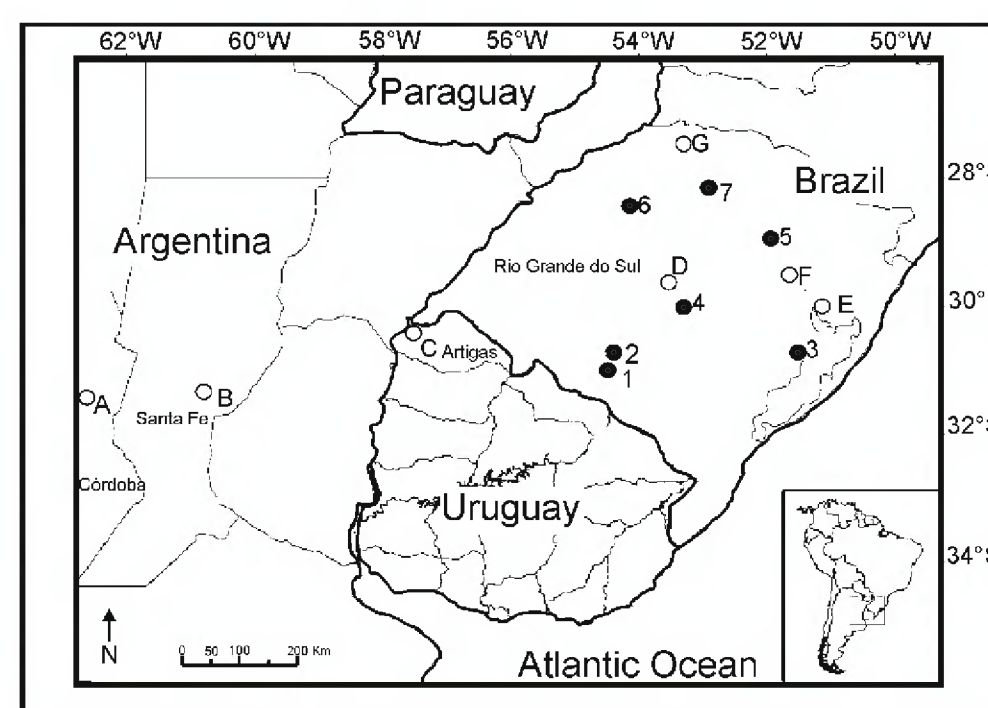 62°W 60°W 58°W 56°W 54°W 52°W 50°W
Paraguay
G
Brazil
28°S
7
6
Argentina
5
Rio Grande do Sul
D
F
4
E
30°S
C
Artigas
2
3
1
A
B
Santa Fe
32°S
Córdoba
Uruguay
34°S
N
0 50 100 200 Km
Atlantic Ocean